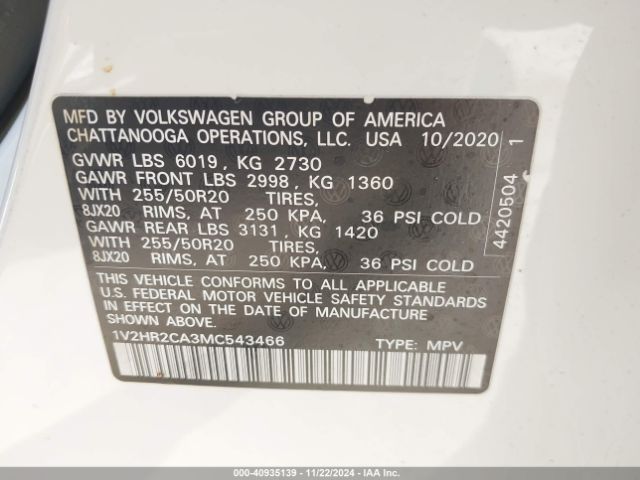 MFD BY VOLKSWAGEN GROUP OF AMERICA
CHATTANOOGA OPERATIONS, LLC. USA 10/2020
GVWR LBS 6019, KG 2730
GAWR FRONT LBS 2998, KG 1360
WITH 255/50R20 TIRES,
8JX20 RIMS, AT 250 KPA, 36 PSI COLD
GAWR REAR LBS 3131, KG 1420
WITH 255/50R20 TIRES,
8JX20 RIMS, AT 250 KPA, 36 PSI COLD
THIS VEHICLE CONFORMS TO ALL APPLICABLE
U.S. FEDERAL MOTOR VEHICLE SAFETY STANDARDS
IN EFFECT ON THE DATE OF MANUFACTURE
SHOWN ABOVE.
1V2HR2CA3MC543466 TYPE: MPV
4420504 1
000-40935139 - 11/22/2024 - IAA Inc.